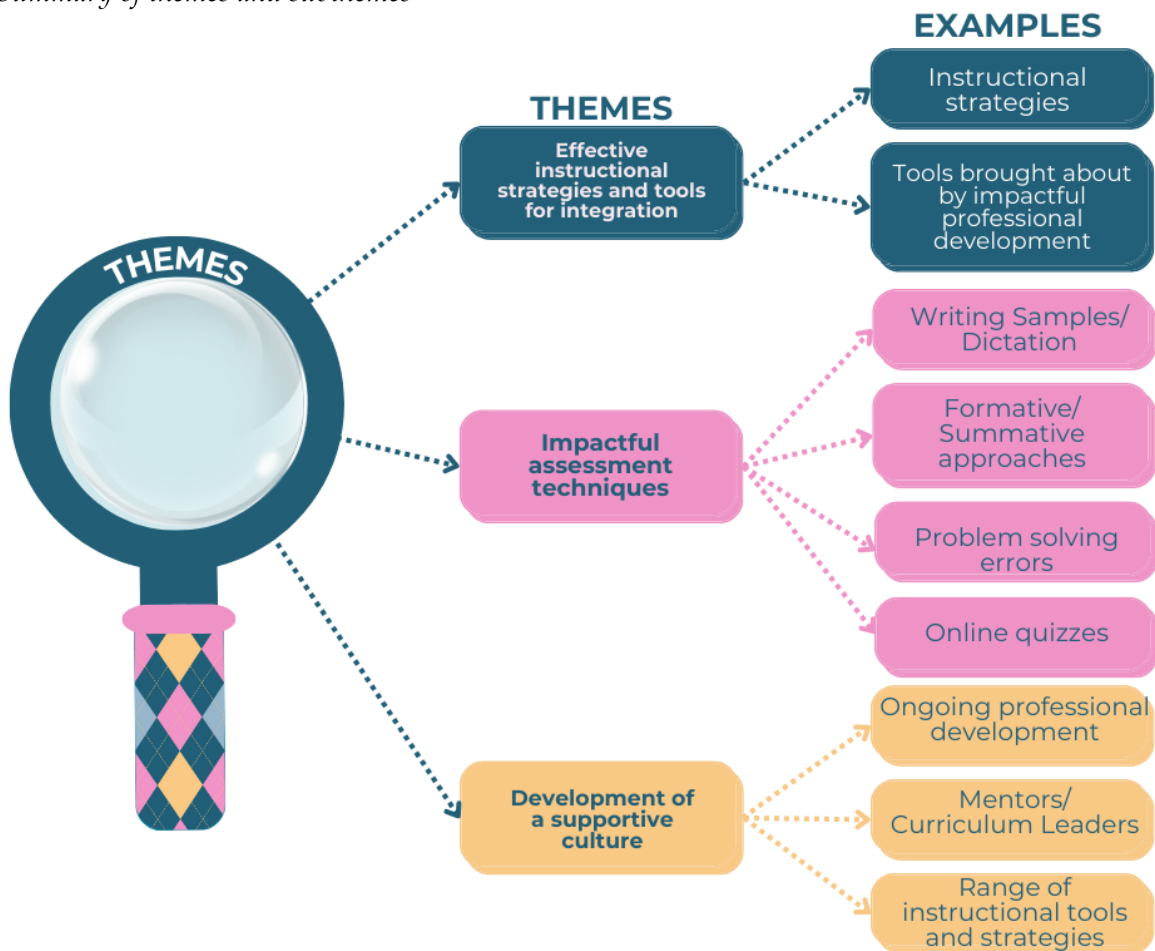 Summary of themes and subthemes
EXAMPLES
THEMES
THEMES
Effective
instructional
strategies and tools
for integration
Instructional
strategies
Tools brought about
by impactful
professional
development
Impactful
assessment
techniques
Writing Samples/
Dictation
Formative/
Summative
approaches
Problem solving
errors
Online quizzes
Development of
a supportive
culture
Ongoing professional
development
Mentors/
Curriculum Leaders
Range of
instructional tools
and strategies